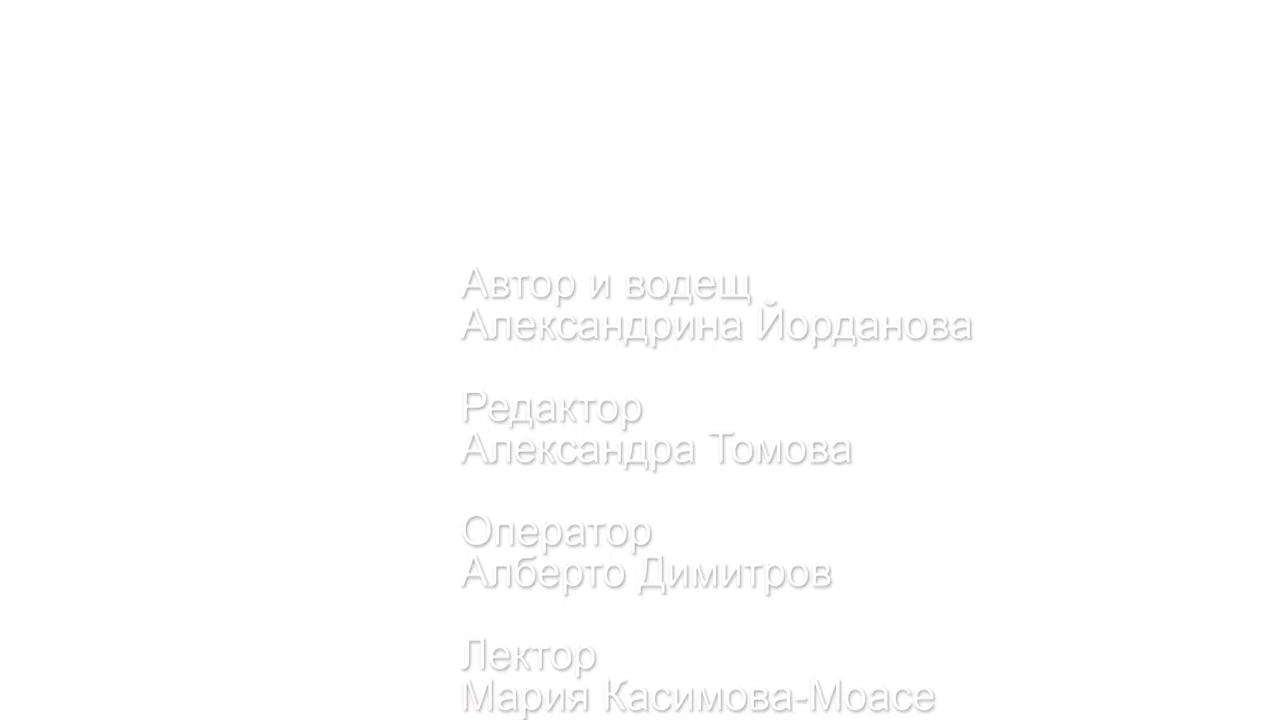 Автор и водещ
Александрина Йорданова
Редактор
Александра Томова
Оператор
Алберто Димитров
Лектор
Мария Касимова-Моасе